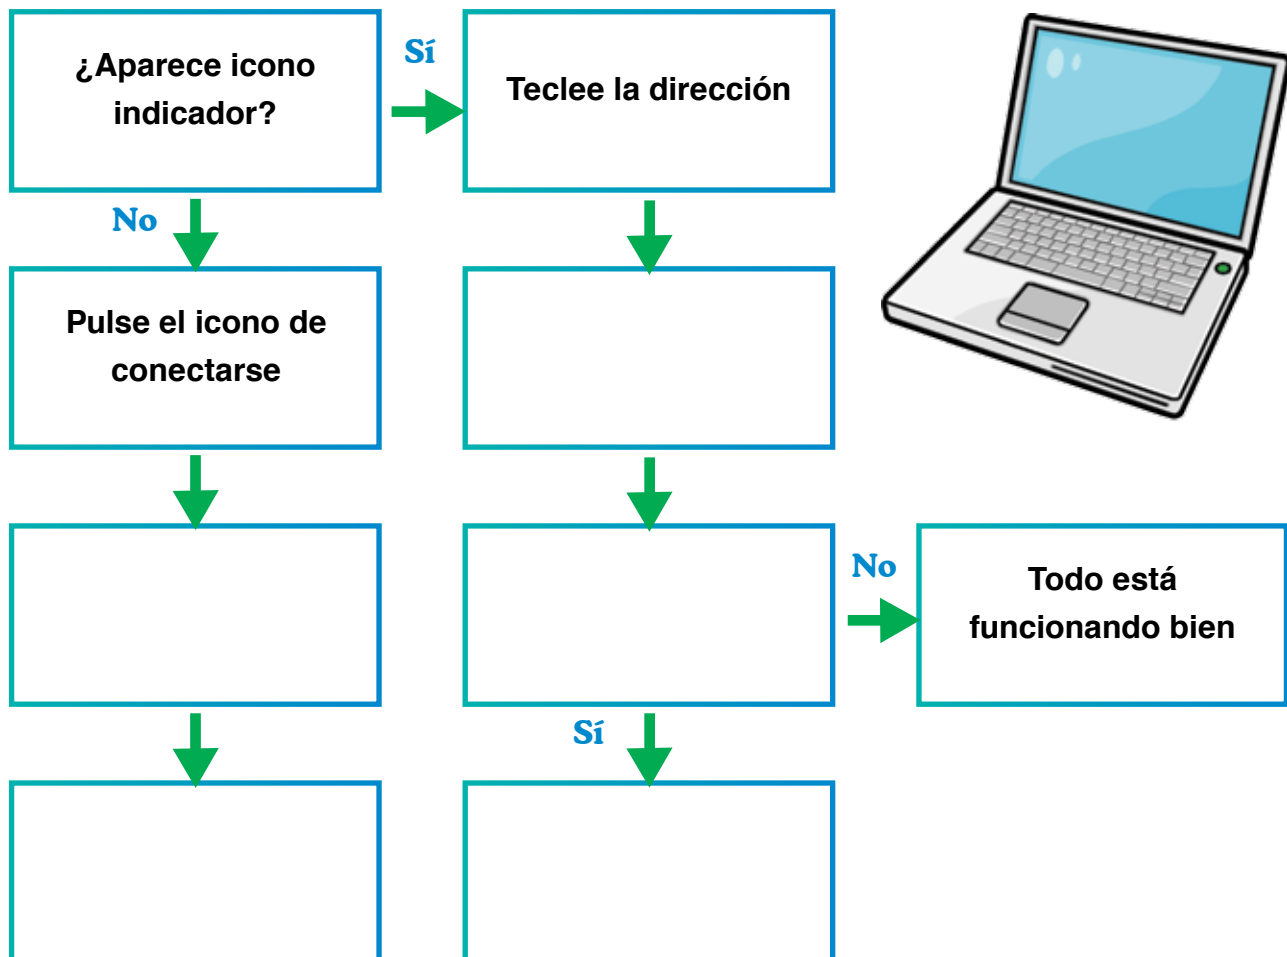 ¿Aparece icono
indicador?
Sí
Teclee la dirección
No
Pulse el icono de
conectarse
No
Todo está
funcionando bien
Sí